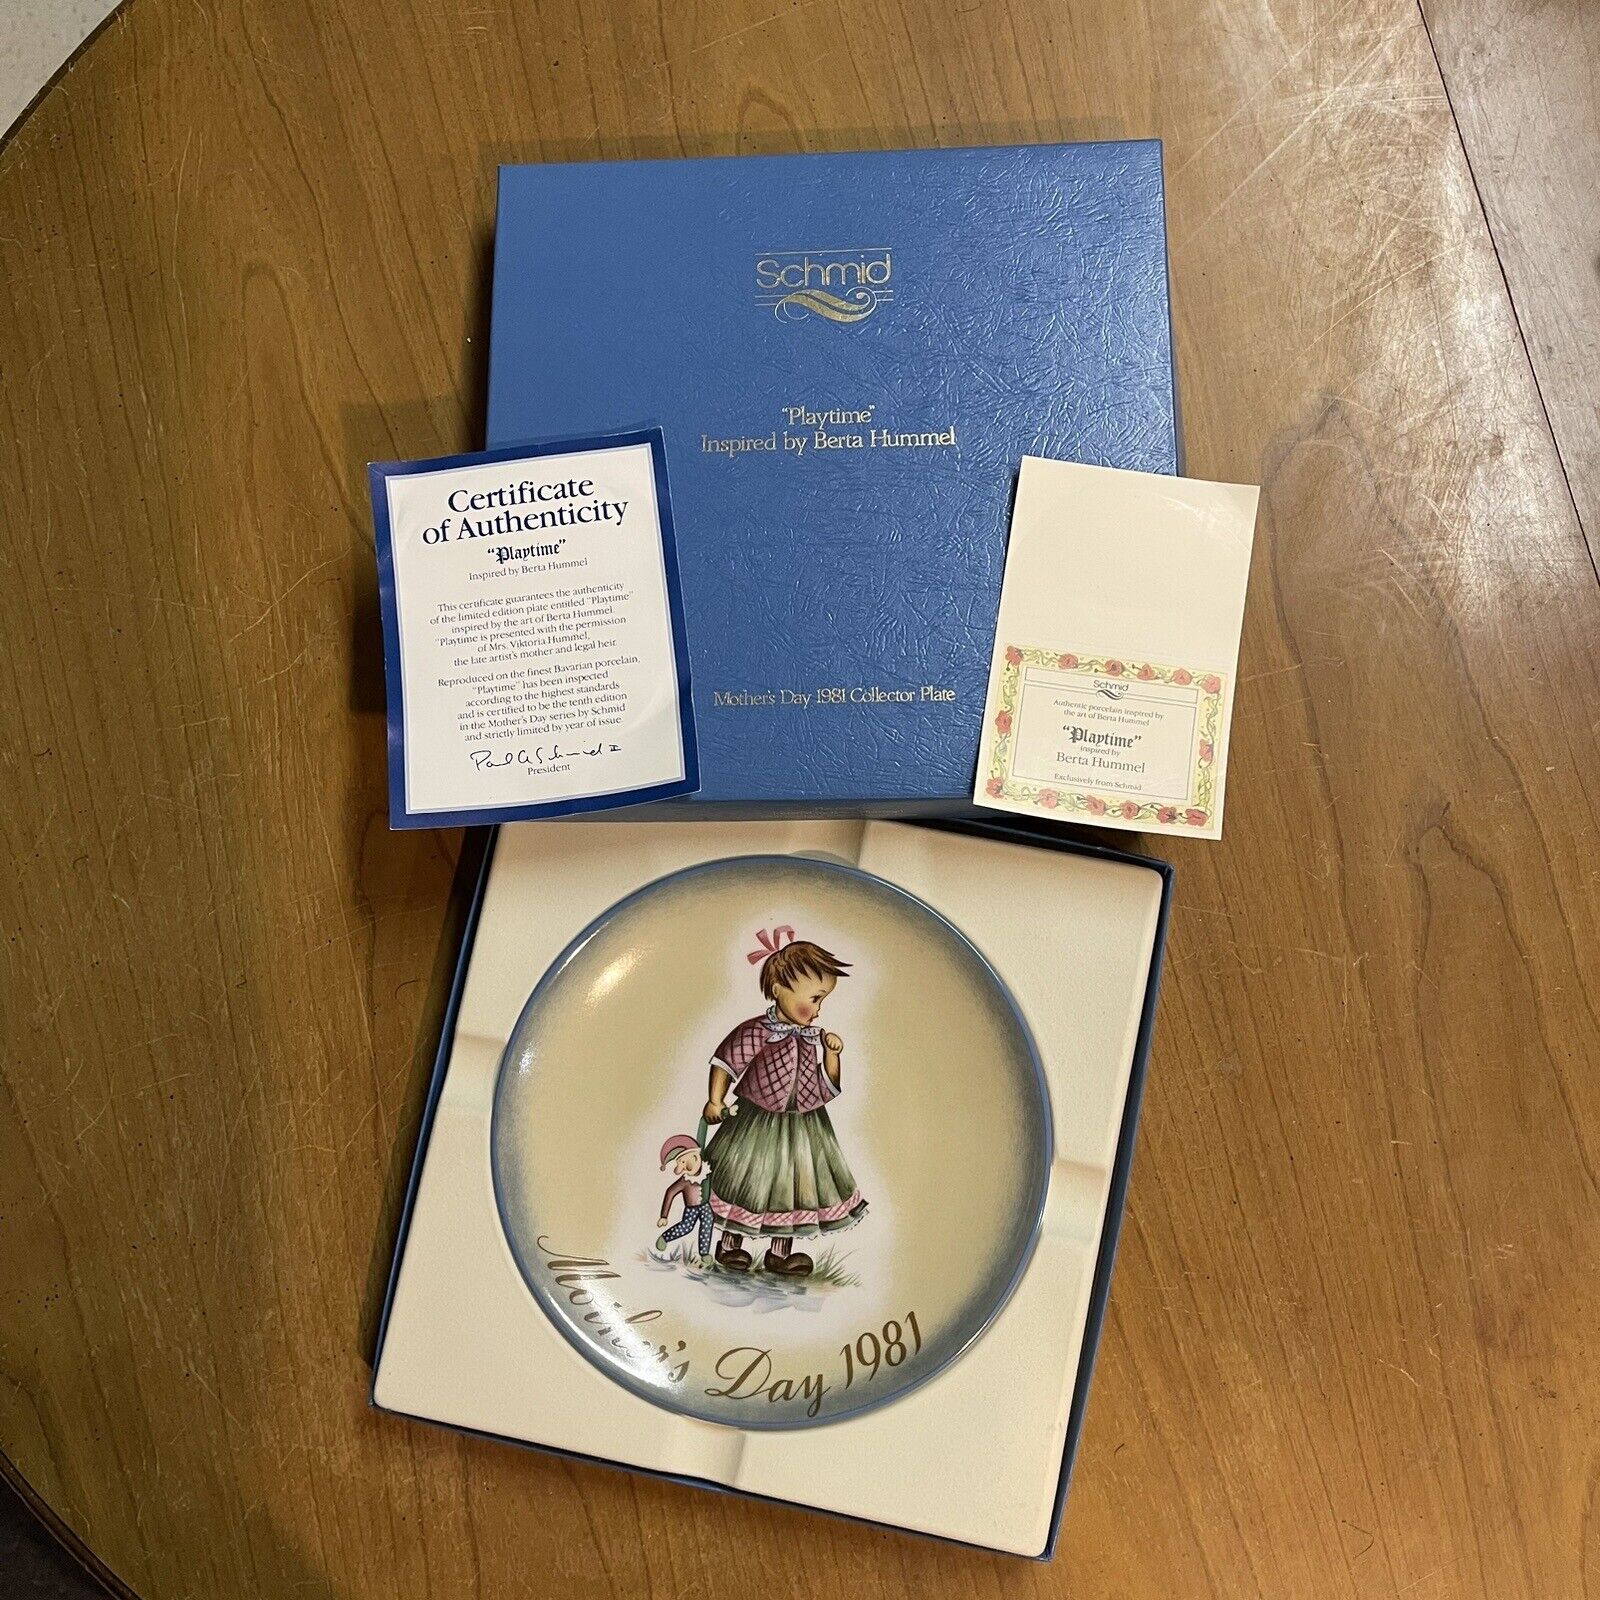 Schmid
"Playtime"
Inspired by Berta Hummel
Mother's Day 1981 Collector Plate
Certificate
of Authenticity
"Playtime"
Inspired by Berta Hummel
This certificate guarantees the authenticity
of the limited edition plate entitled "Playtime"
inspired by the art of Berta Hummel.
"Playtime is presented with the permission
of Mrs. Viktoria Hummel,
the late artist's mother and legal heir.
Reproduced on the finest Bavarian porcelain,
"Playtime" has been inspected
according to the highest standards
and is certified to be the tenth edition
in the Mother's Day series by Schmid
and strictly limited by year of issue
Paul A Schmid II
President
Schmid
Authentic porcelain inspired by
the art of Berta Hummel
"Playtime"
inspired by
Berta Hummel
Exclusively from Schmid
Mother's Day 1981